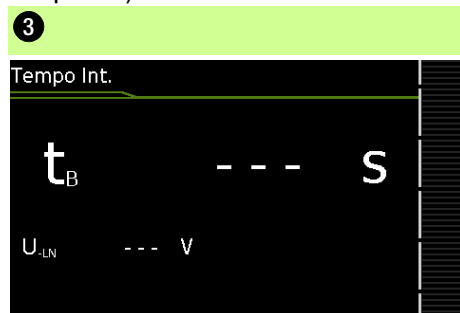 3
Tempo Int.
tB --- s
U-LN --- V